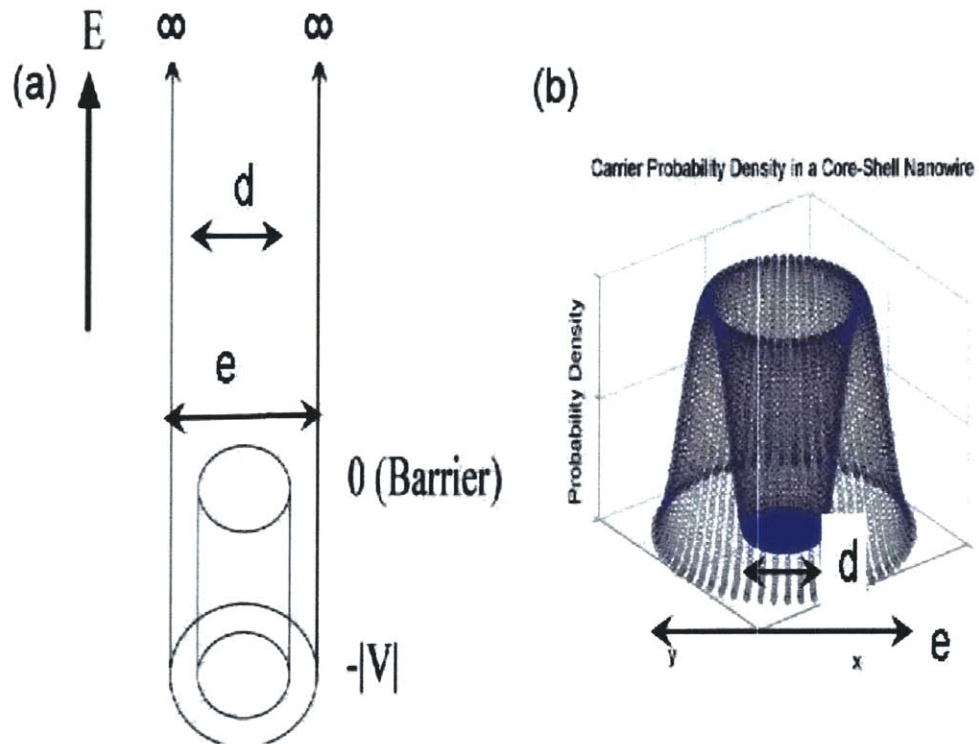 E
∞
∞
(a)
d
e
0 (Barrier)
-|V|
(b)
Carrier Probability Density in a Core-Shell Nanowire
Probability Density
d
e
y
x